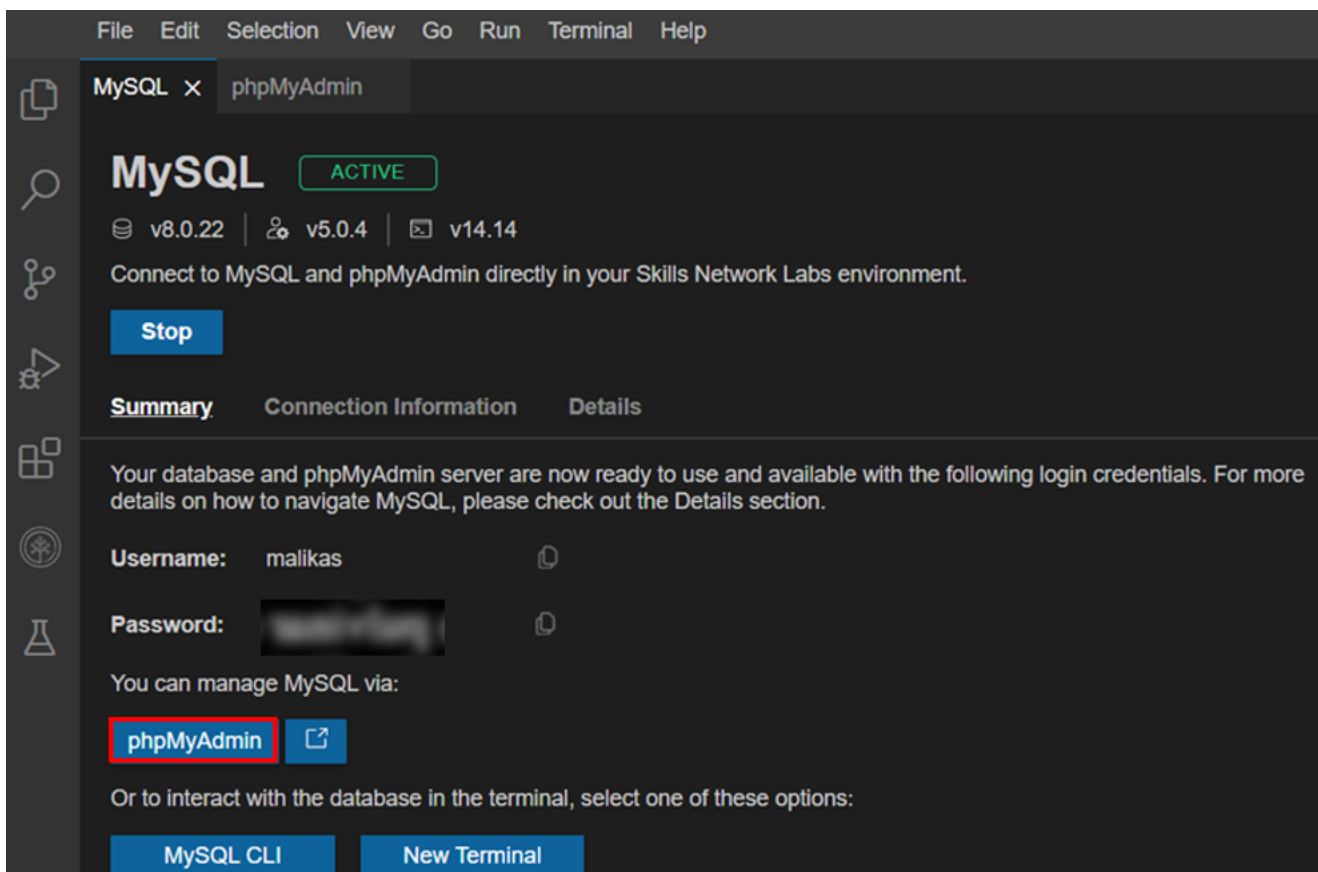 File Edit Selection View Go Run Terminal Help
MySQL phpMyAdmin
MySQL ACTIVE
v8.0.22 v5.0.4 v14.14
Connect to MySQL and phpMyAdmin directly in your Skills Network Labs environment.
Stop
Summary Connection Information Details
Your database and phpMyAdmin server are now ready to use and available with the following login credentials. For more
details on how to navigate MySQL, please check out the Details section.
Username: malikas
Password:
You can manage MySQL via:
phpMyAdmin
Or to interact with the database in the terminal, select one of these options:
MySQL CLI New Terminal